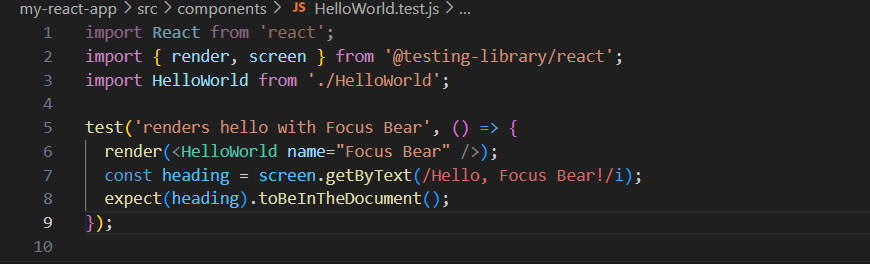 my-react-app > src > components > JS HelloWorld.test.js > ...
1 import React from 'react';
2 import { render, screen } from '@testing-library/react';
3 import HelloWorld from './HelloWorld';
4
5 test('renders hello with Focus Bear', () => {
6   render(<HelloWorld name="Focus Bear" />);
7   const heading = screen.getByText(/Hello, Focus Bear!/i);
8   expect(heading).toBeInTheDocument();
9 });
10